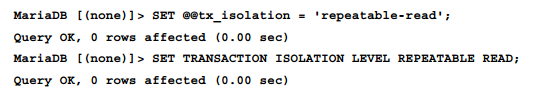 MariaDB [(none)]> SET @@tx_isolation = 'repeatable-read';
Query OK, 0 rows affected (0.00 sec)
MariaDB [(none)]> SET TRANSACTION ISOLATION LEVEL REPEATABLE READ;
Query OK, 0 rows affected (0.00 sec)